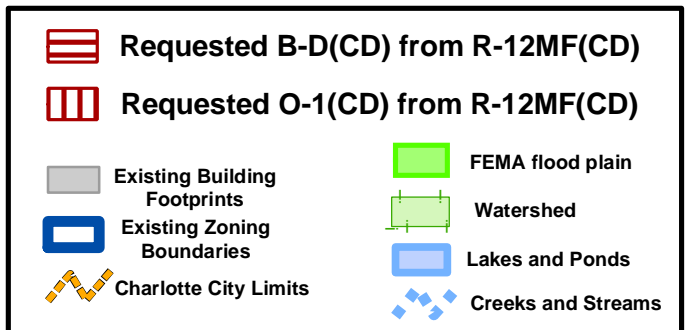 Requested B-D(CD) from R-12MF(CD)
Requested O-1(CD) from R-12MF(CD)
Existing Building
Footprints
Existing Zoning
Boundaries
Charlotte City Limits
FEMA flood plain
Watershed
Lakes and Ponds
Creeks and Streams